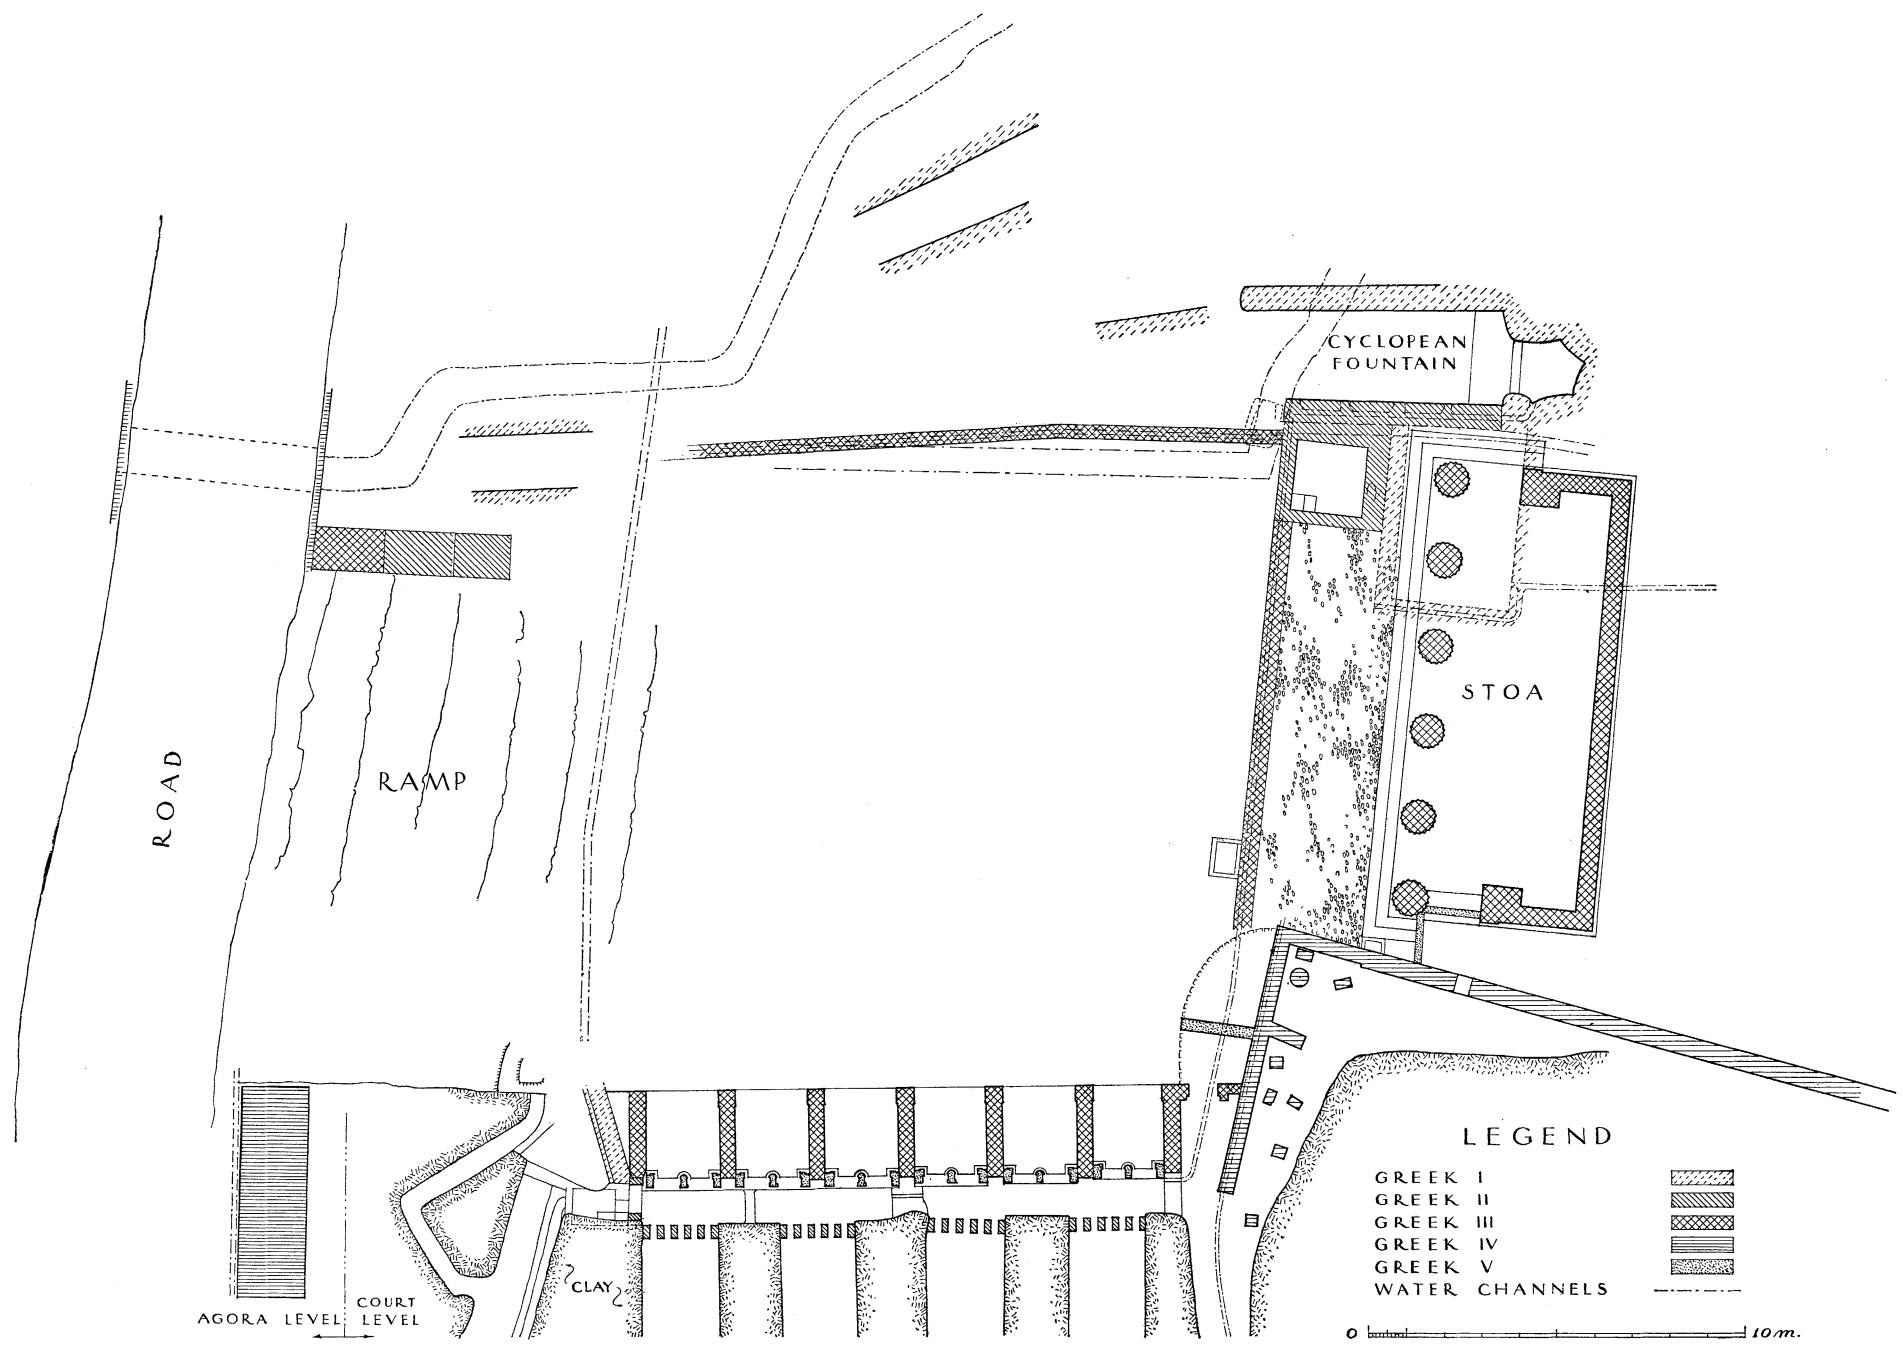 CYCLOPEAN
FOUNTAIN
STOA
RAMP
ROAD
LEGEND
GREEK I
GREEK II
GREEK III
GREEK IV
GREEK V
WATER CHANNELS
CLAY
COURT
AGORA LEVEL LEVEL
0 10 m.